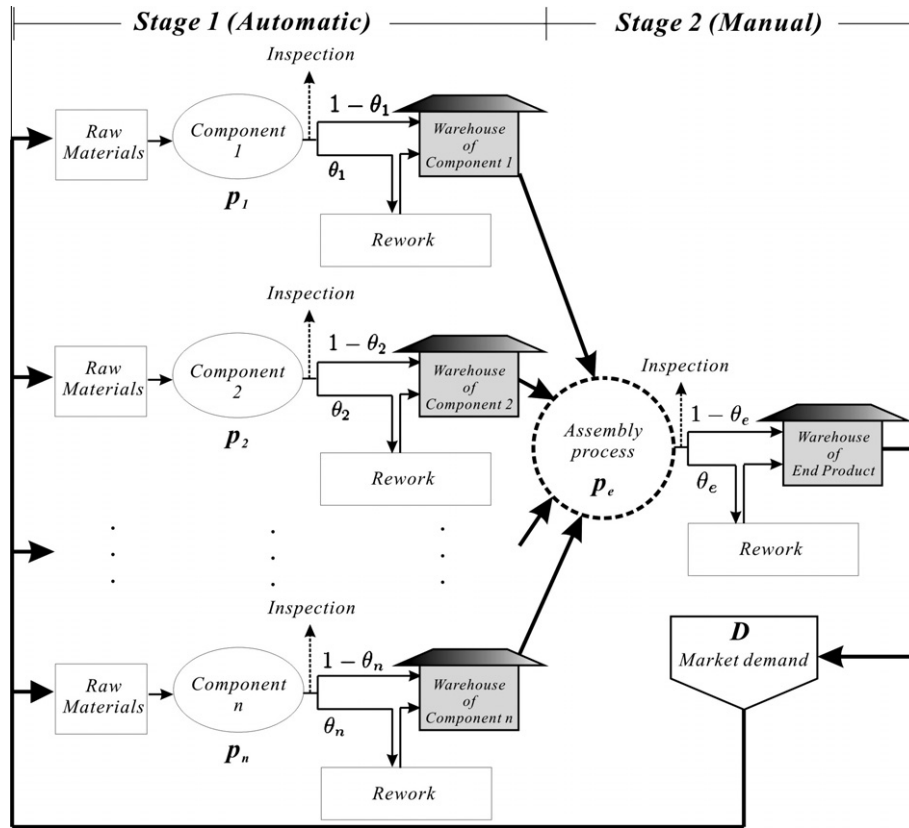 Stage 1 (Automatic)
Stage 2 (Manual)
Inspection
Raw
Materials
Component
1
p₁
1 − θ₁
θ₁
Warehouse
of
Component 1
Rework
Inspection
Raw
Materials
Component
2
p₂
1 − θ₂
θ₂
Warehouse
of
Component 2
Rework
Assembly
process
pₑ
Inspection
1 − θₑ
θₑ
Warehouse
of
End Product
Rework
Inspection
Raw
Materials
Component
n
pₙ
1 − θₙ
θₙ
Warehouse
of
Component n
Rework
D
Market demand